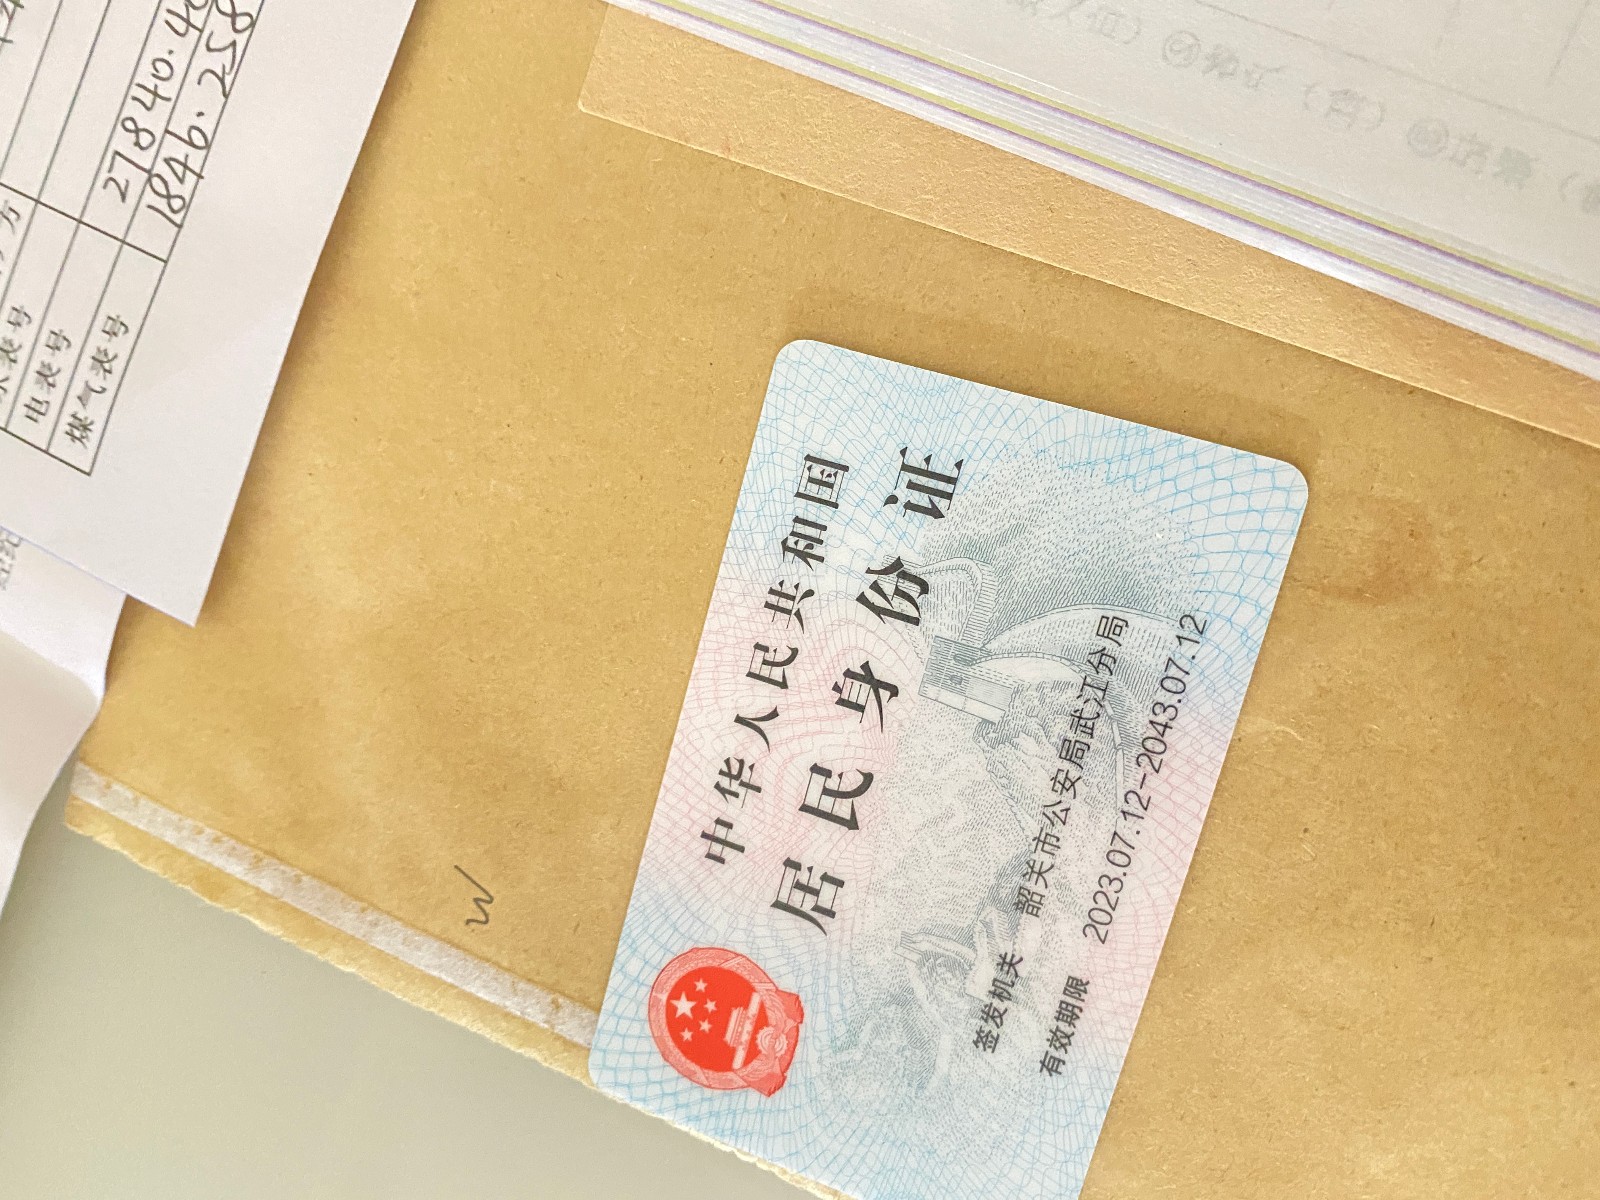 27840.40
1846.258
电表号
煤气表号
W
中华人民共和国
居民身份证
签发机关 韶关市公安局武江分局
有效期限 2023.07.12-2043.07.12